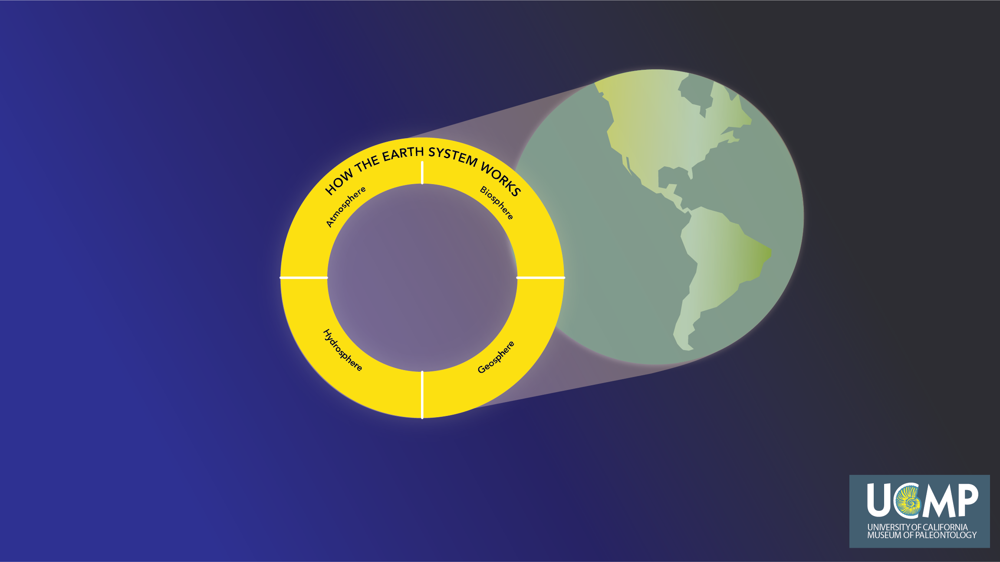 HOW THE EARTH SYSTEM WORKS
Atmosphere
Biosphere
Hydrosphere
Geosphere
UCMP
UNIVERSITY OF CALIFORNIA
MUSEUM OF PALEONTOLOGY